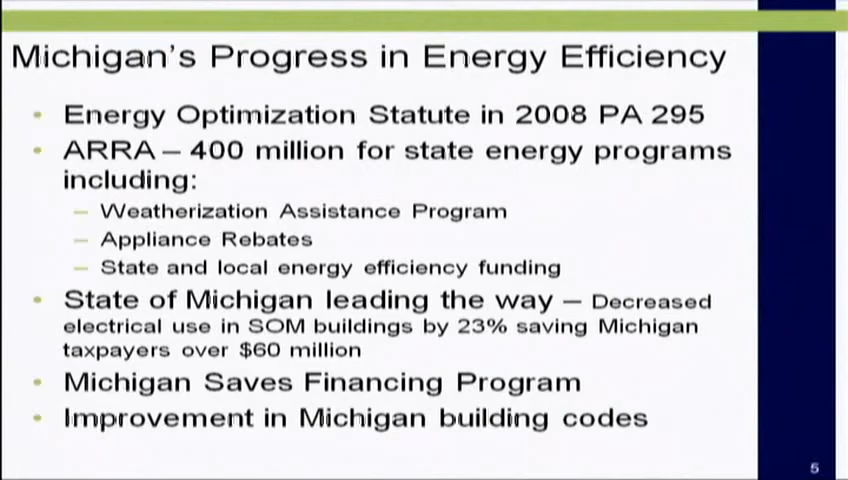 Michigan's Progress in Energy Efficiency
• Energy Optimization Statute in 2008 PA 295
• ARRA – 400 million for state energy programs
including:
– Weatherization Assistance Program
– Appliance Rebates
– State and local energy efficiency funding
• State of Michigan leading the way – Decreased
electrical use in SOM buildings by 23% saving Michigan
taxpayers over $60 million
• Michigan Saves Financing Program
• Improvement in Michigan building codes
5